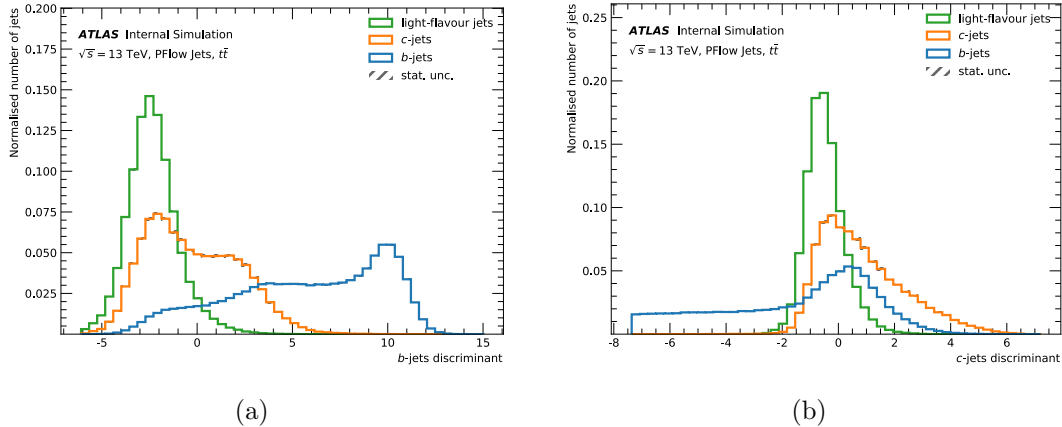 0.200
0.175
0.150
0.125
0.100
0.075
0.050
0.025
Normalised number of jets
ATLAS Internal Simulation
√s = 13 TeV, PFlow Jets, tt̄
light-flavour jets
c-jets
b-jets
stat. unc.
-5 0 5 10 15
b-jets discriminant
(a)
0.25
0.20
0.15
0.10
0.05
Normalised number of jets
ATLAS Internal Simulation
√s = 13 TeV, PFlow Jets, tt̄
light-flavour jets
c-jets
b-jets
stat. unc.
-8 -6 -4 -2 0 2 4 6 8
c-jets discriminant
(b)